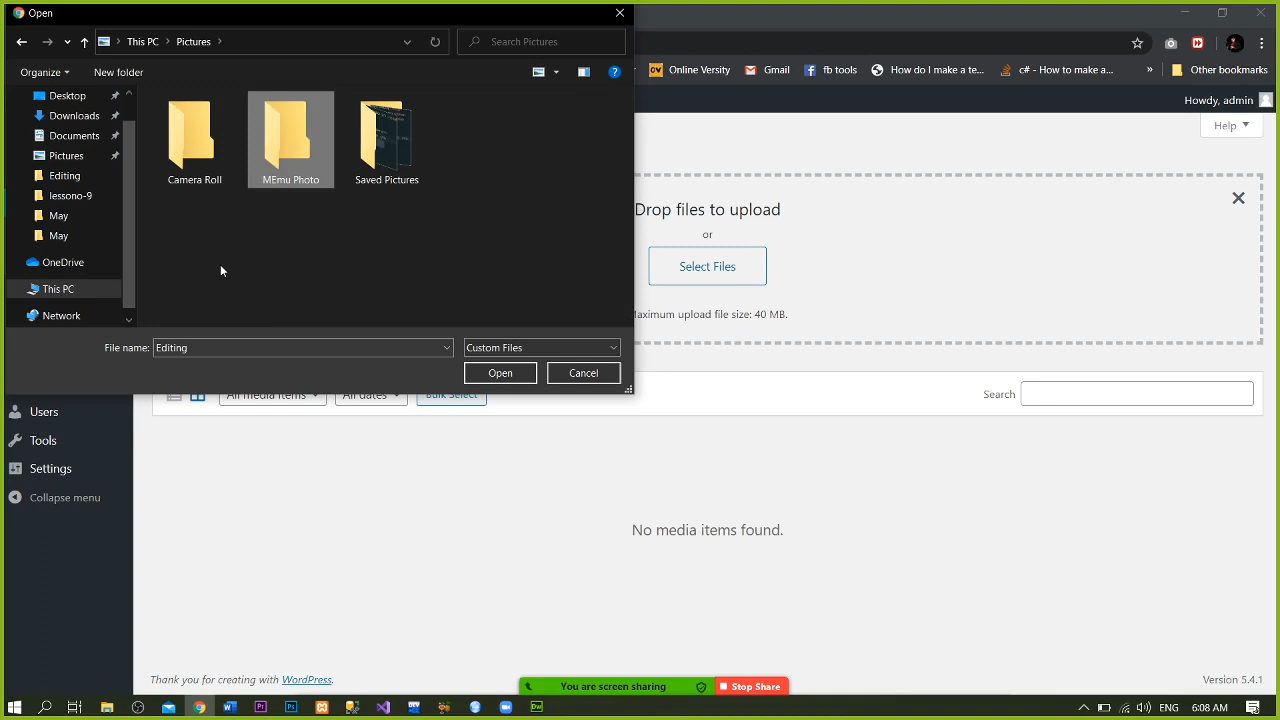 Open
This PC
Pictures
Search Pictures
Organize
New folder
Online Versity
Gmail
fb tools
How do I make a te...
c# - How to make a...
»
Other bookmarks
Howdy, admin
Help
Desktop
Downloads
Documents
Pictures
Editing
lessono-9
May
May
OneDrive
This PC
Network
Camera Roll
MEmu Photo
Saved Pictures
Drop files to upload
or
Select Files
Maximum upload file size: 40 MB.
File name:
Editing
Custom Files
Open
Cancel
All media items
All dates
Bulk Select
Search
Users
Tools
Settings
Collapse menu
No media items found.
Thank you for creating with WordPress.
Version 5.4.1
You are screen sharing
Stop Share
ENG
6:08 AM